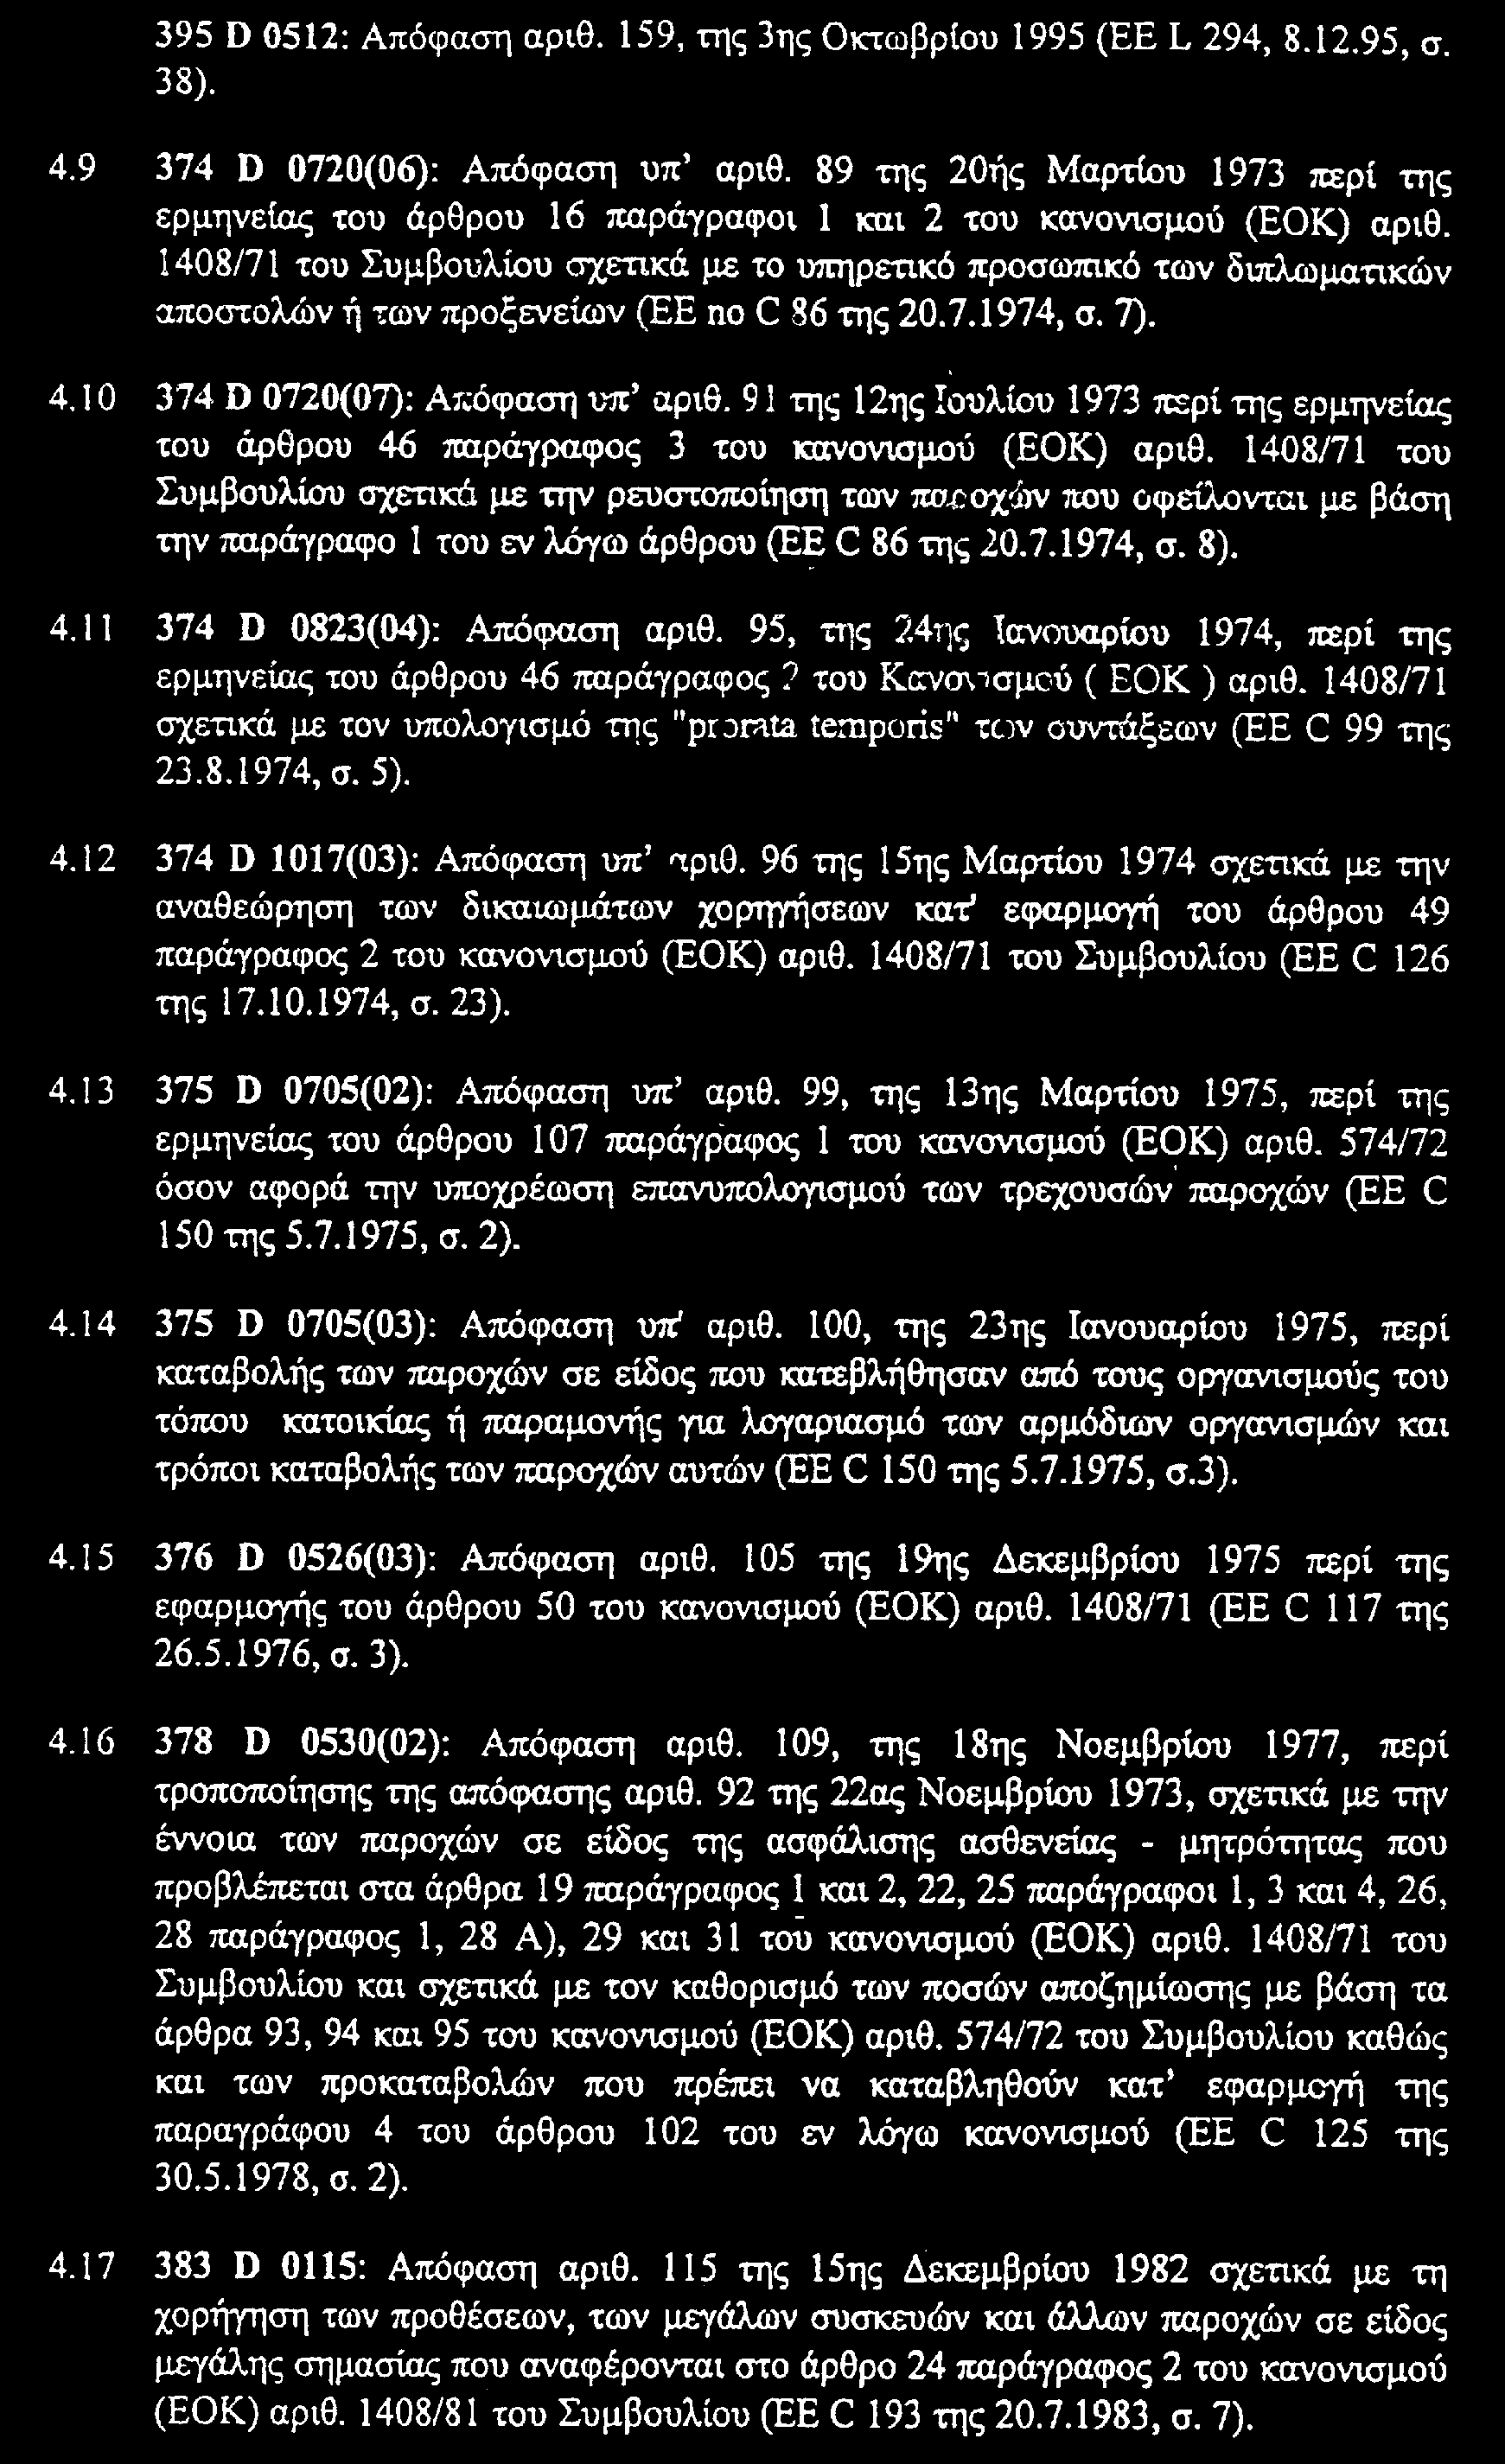 395 D 0512: Απόφαση αριθ. 159, της 3ης Οκτωβρίου 1995 (ΕΕ L 294, 8.12.95, σ.
38).
4.9 374 D 0720(06): Απόφαση υπ’ αριθ. 89 της 20ής Μαρτίου 1973 περί της
ερμηνείας του άρθρου 16 παράγραφοι 1 και 2 του κανονισμού (ΕΟΚ) αριθ.
1408/71 του Συμβουλίου σχετικά με το υπηρετικό προσωπικό των διπλωματικών
αποστολών ή των προξενείων (ΕΕ no C 86 της 20.7.1974, σ. 7).
4.10 374 D 0720(07): Απόφαση υπ’ αριθ. 91 της 12ης Ιουλίου 1973 περί της ερμηνείας
του άρθρου 46 παράγραφος 3 του κανονισμού (ΕΟΚ) αριθ. 1408/71 του
Συμβουλίου σχετικά με την ρευστοποίηση των παροχών που οφείλονται με βάση
την παράγραφο 1 του εν λόγω άρθρου (ΕΕ C 86 της 20.7.1974, σ. 8).
4.11 374 D 0823(04): Απόφαση αριθ. 95, της 24ης Ιανουαρίου 1974, περί της
ερμηνείας του άρθρου 46 παράγραφος 2 του Κανονισμού ( ΕΟΚ ) αριθ. 1408/71
σχετικά με τον υπολογισμό της "prorata temporis" των συντάξεων (ΕΕ C 99 της
23.8.1974, σ. 5).
4.12 374 D 1017(03): Απόφαση υπ’ αριθ. 96 της 15ης Μαρτίου 1974 σχετικά με την
αναθεώρηση των δικαιωμάτων χορηγήσεων κατ' εφαρμογή του άρθρου 49
παράγραφος 2 του κανονισμού (ΕΟΚ) αριθ. 1408/71 του Συμβουλίου (ΕΕ C 126
της 17.10.1974, σ. 23).
4.13 375 D 0705(02): Απόφαση υπ’ αριθ. 99, της 13ης Μαρτίου 1975, περί της
ερμηνείας του άρθρου 107 παράγραφος 1 του κανονισμού (ΕΟΚ) αριθ. 574/72
όσον αφορά την υποχρέωση επανυπολογισμού των τρεχουσών παροχών (ΕΕ C
150 της 5.7.1975, σ. 2).
4.14 375 D 0705(03): Απόφαση υπ' αριθ. 100, της 23ης Ιανουαρίου 1975, περί
καταβολής των παροχών σε είδος που κατεβλήθησαν από τους οργανισμούς του
τόπου κατοικίας ή παραμονής για λογαριασμό των αρμόδιων οργανισμών και
τρόποι καταβολής των παροχών αυτών (ΕΕ C 150 της 5.7.1975, σ.3).
4.15 376 D 0526(03): Απόφαση αριθ. 105 της 19ης Δεκεμβρίου 1975 περί της
εφαρμογής του άρθρου 50 του κανονισμού (ΕΟΚ) αριθ. 1408/71 (ΕΕ C 117 της
26.5.1976, σ. 3).
4.16 378 D 0530(02): Απόφαση αριθ. 109, της 18ης Νοεμβρίου 1977, περί
τροποποίησης της απόφασης αριθ. 92 της 22ας Νοεμβρίου 1973, σχετικά με την
έννοια των παροχών σε είδος της ασφάλισης ασθενείας - μητρότητας που
προβλέπεται στα άρθρα 19 παράγραφος 1 και 2, 22, 25 παράγραφοι 1, 3 και 4, 26,
28 παράγραφος 1, 28 Α), 29 και 31 του κανονισμού (ΕΟΚ) αριθ. 1408/71 του
Συμβουλίου και σχετικά με τον καθορισμό των ποσών αποζημίωσης με βάση τα
άρθρα 93, 94 και 95 του κανονισμού (ΕΟΚ) αριθ. 574/72 του Συμβουλίου καθώς
και των προκαταβολών που πρέπει να καταβληθούν κατ’ εφαρμογή της
παραγράφου 4 του άρθρου 102 του εν λόγω κανονισμού (ΕΕ C 125 της
30.5.1978, σ. 2).
4.17 383 D 0115: Απόφαση αριθ. 115 της 15ης Δεκεμβρίου 1982 σχετικά με τη
χορήγηση των προθέσεων, των μεγάλων συσκευών και άλλων παροχών σε είδος
μεγάλης σημασίας που αναφέρονται στο άρθρο 24 παράγραφος 2 του κανονισμού
(ΕΟΚ) αριθ. 1408/81 του Συμβουλίου (ΕΕ C 193 της 20.7.1983, σ. 7).